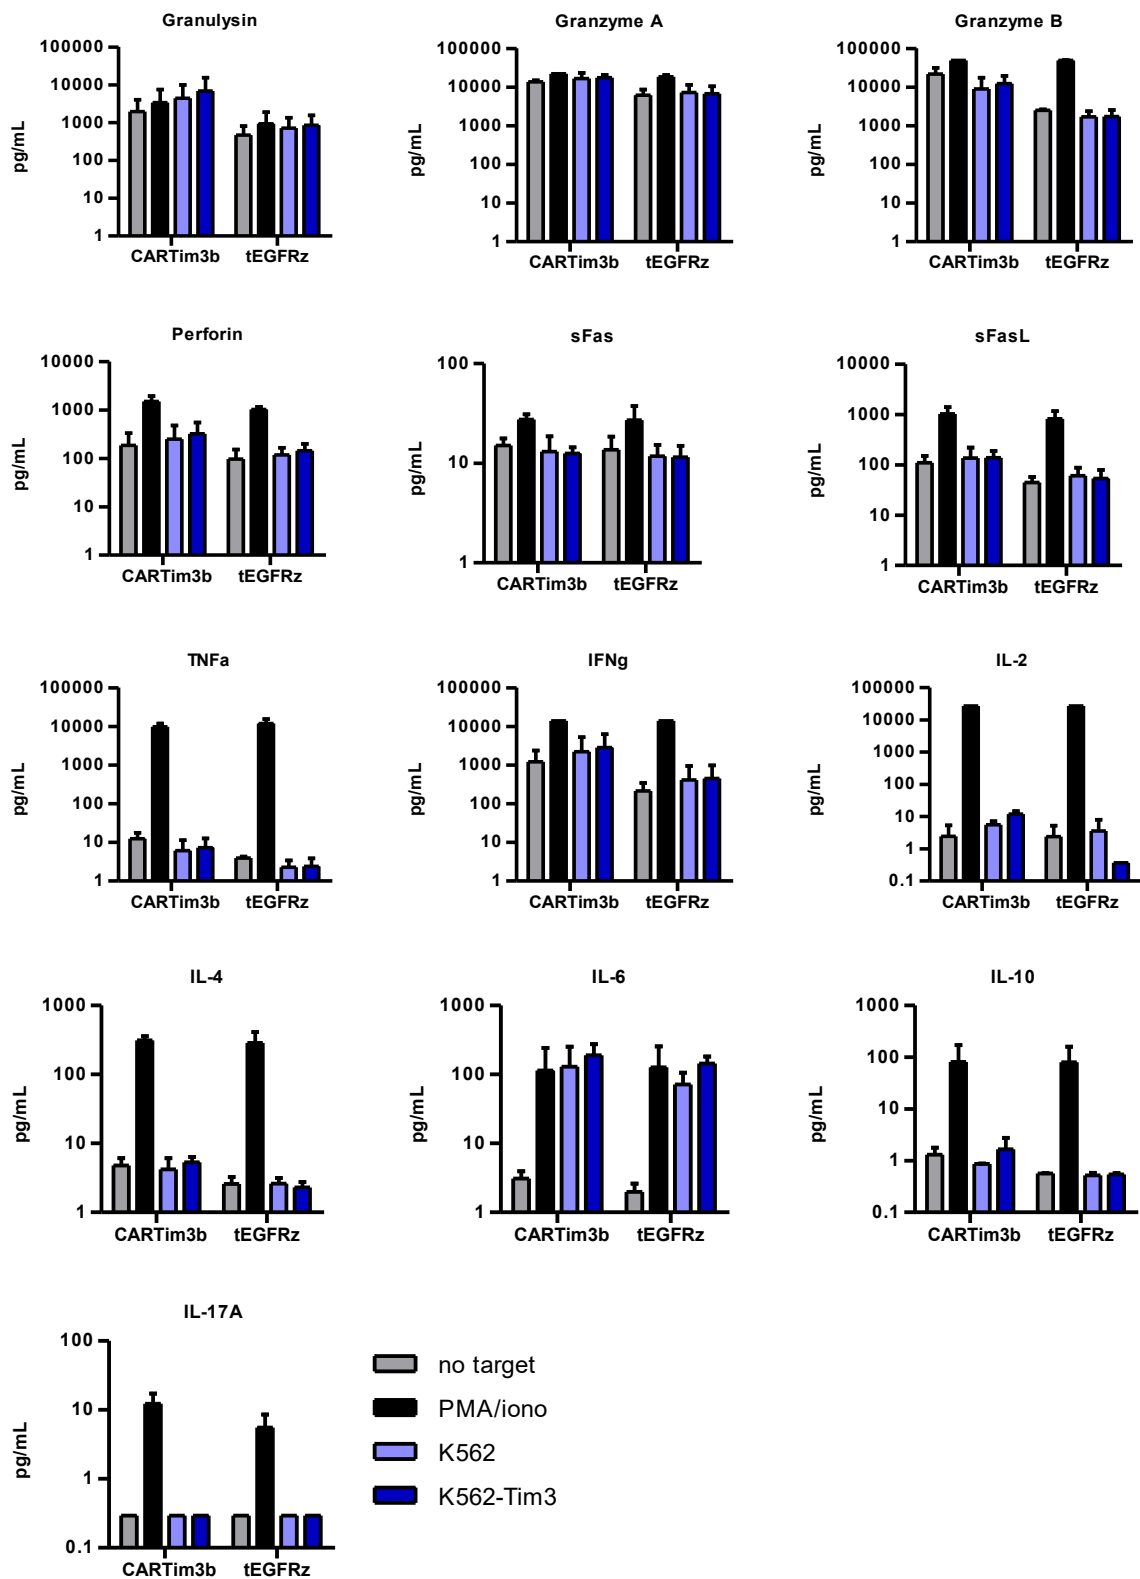 Granulysin
100000
10000
1000
100
10
1
pg/mL
CARTim3b tEGFRz
Granzyme A
100000
10000
1000
100
10
1
pg/mL
CARTim3b tEGFRz
Granzyme B
100000
10000
1000
100
10
1
pg/mL
CARTim3b tEGFRz
Perforin
10000
1000
100
10
1
pg/mL
CARTim3b tEGFRz
sFas
100
10
1
pg/mL
CARTim3b tEGFRz
sFasL
10000
1000
100
10
1
pg/mL
CARTim3b tEGFRz
TNFa
100000
10000
1000
100
10
1
pg/mL
CARTim3b tEGFRz
IFNg
100000
10000
1000
100
10
1
pg/mL
CARTim3b tEGFRz
IL-2
100000
10000
1000
100
10
1
0.1
pg/mL
CARTim3b tEGFRz
IL-4
1000
100
10
1
pg/mL
CARTim3b tEGFRz
IL-6
1000
100
10
1
pg/mL
CARTim3b tEGFRz
IL-10
1000
100
10
1
0.1
pg/mL
CARTim3b tEGFRz
IL-17A
100
10
1
0.1
pg/mL
CARTim3b tEGFRz
no target
PMA/iono
K562
K562-Tim3